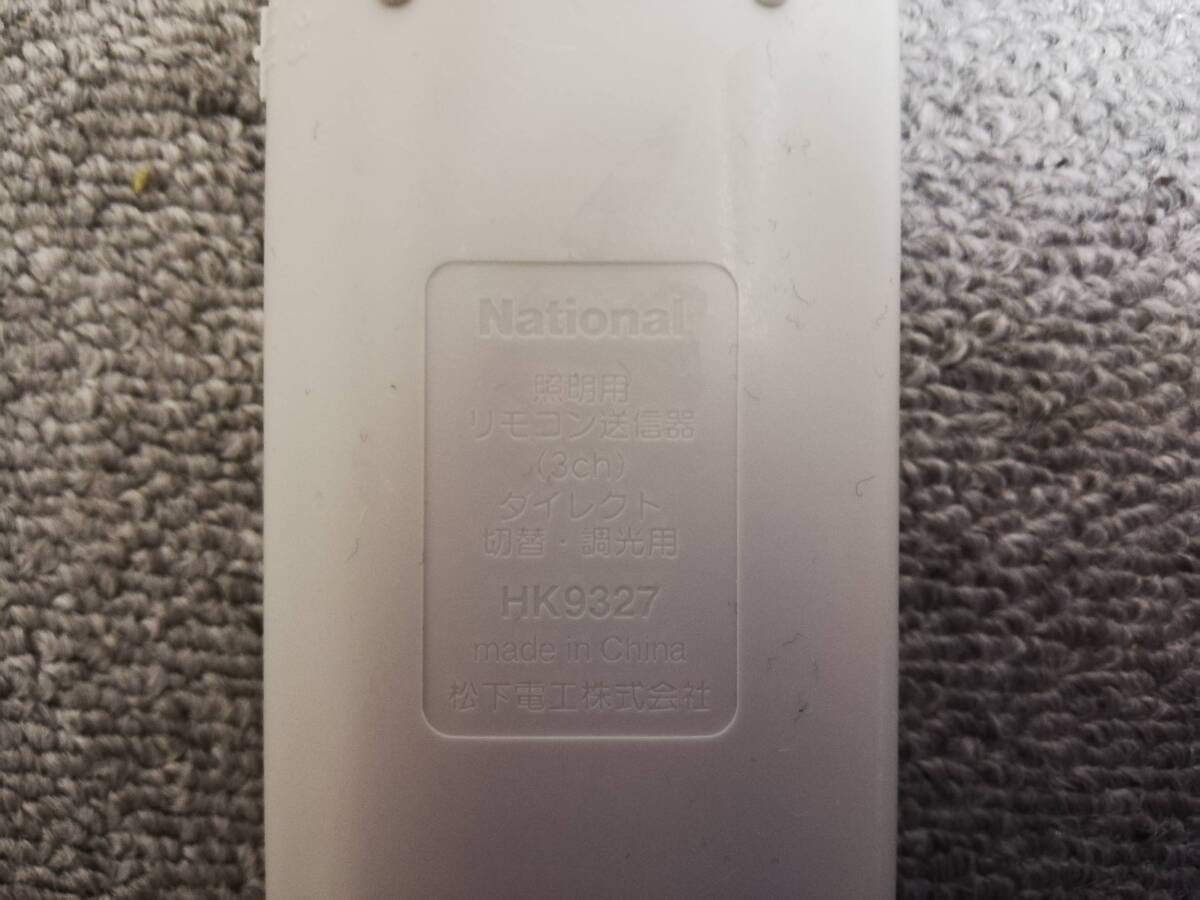 National
照明用
リモコン送信器
(3ch)
ダイレクト
切替・調光用
HK9327
made in China
松下電工株式会社